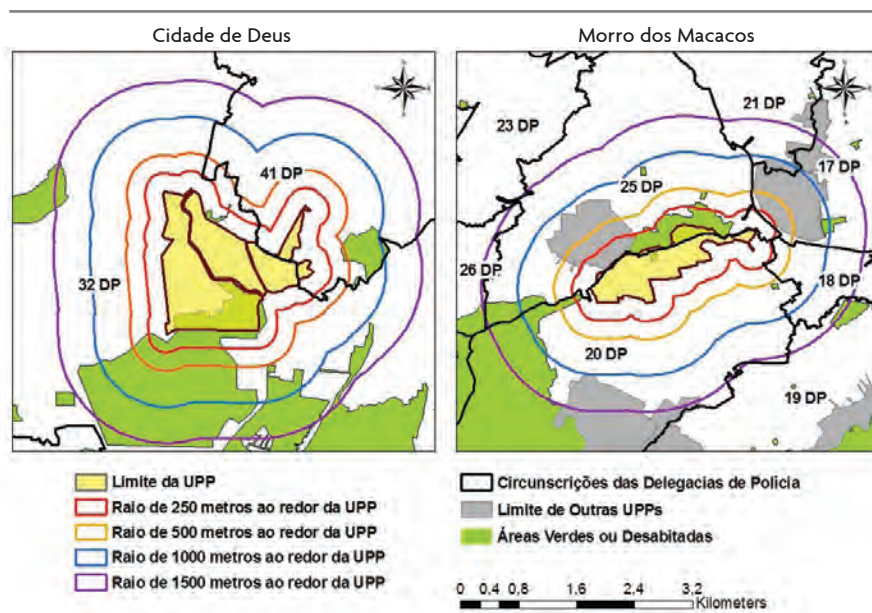 Cidade de Deus
41 DP
32 DP
Morro dos Macacos
21 DP
23 DP
17 DP
25 DP
26 DP
18 DP
20 DP
19 DP
Limite da UPP
Raio de 250 metros ao redor da UPP
Raio de 500 metros ao redor da UPP
Raio de 1000 metros ao redor da UPP
Raio de 1500 metros ao redor da UPP
Circunscrições das Delegacias de Policia
Limite de Outras UPPs
Áreas Verdes ou Desabitadas
0 0,4 0,8 1,6 2,4 3,2
Kilometers